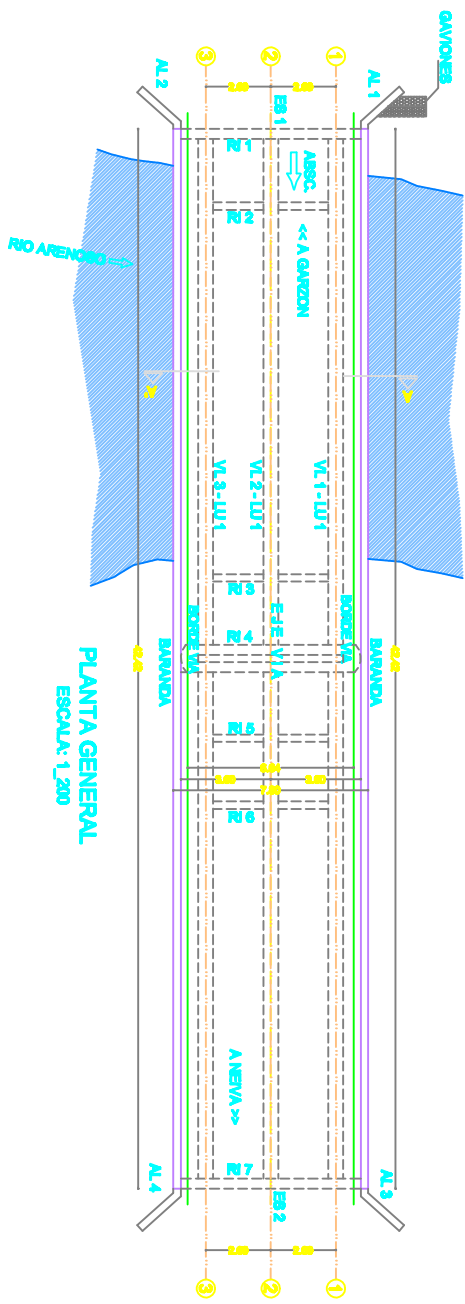 GAVIONES
AL 1
AL 2
1
2
3
ES 1
RI 1
ABSC.
<< A GARZON
RI 2
RIO ARENOSO
A
A'
VL 1 - LU 1
VL 2 - LU 1
VL 3 - LU 1
RI 3
RI 4
EJE VIA
BORDE VIA
BORDE VIA
BARANDA
BARANDA
RI 5
RI 6
PLANTA GENERAL
ESCALA: 1_200
A NEIVA >>
RI 7
ES 2
AL 3
AL 4
1
2
3